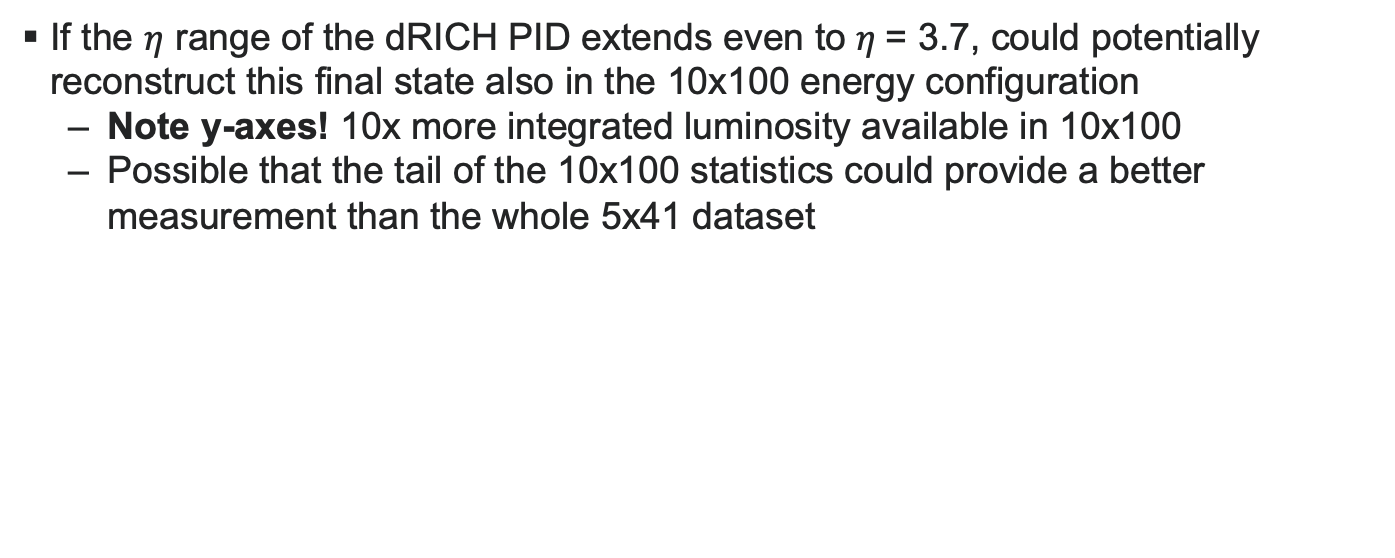 ▪ If the η range of the dRICH PID extends even to η = 3.7, could potentially
reconstruct this final state also in the 10x100 energy configuration
– Note y-axes! 10x more integrated luminosity available in 10x100
– Possible that the tail of the 10x100 statistics could provide a better
measurement than the whole 5x41 dataset